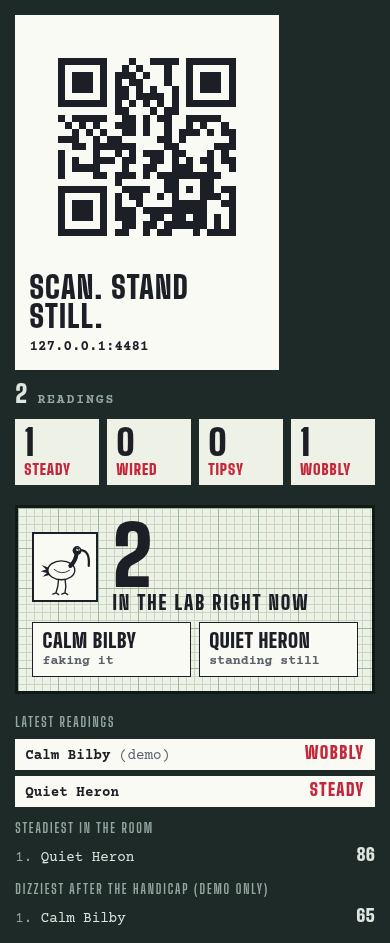 SCAN. STAND
STILL.
127.0.0.1:4481
2 READINGS
1
STEADY
0
WIRED
0
TIPSY
1
WOBBLY
2
IN THE LAB RIGHT NOW
CALM BILBY
faking it
QUIET HERON
standing still
LATEST READINGS
Calm Bilby (demo) WOBBLY
Quiet Heron STEADY
STEADIEST IN THE ROOM
1. Quiet Heron 86
DIZZIEST AFTER THE HANDICAP (DEMO ONLY)
1. Calm Bilby 65